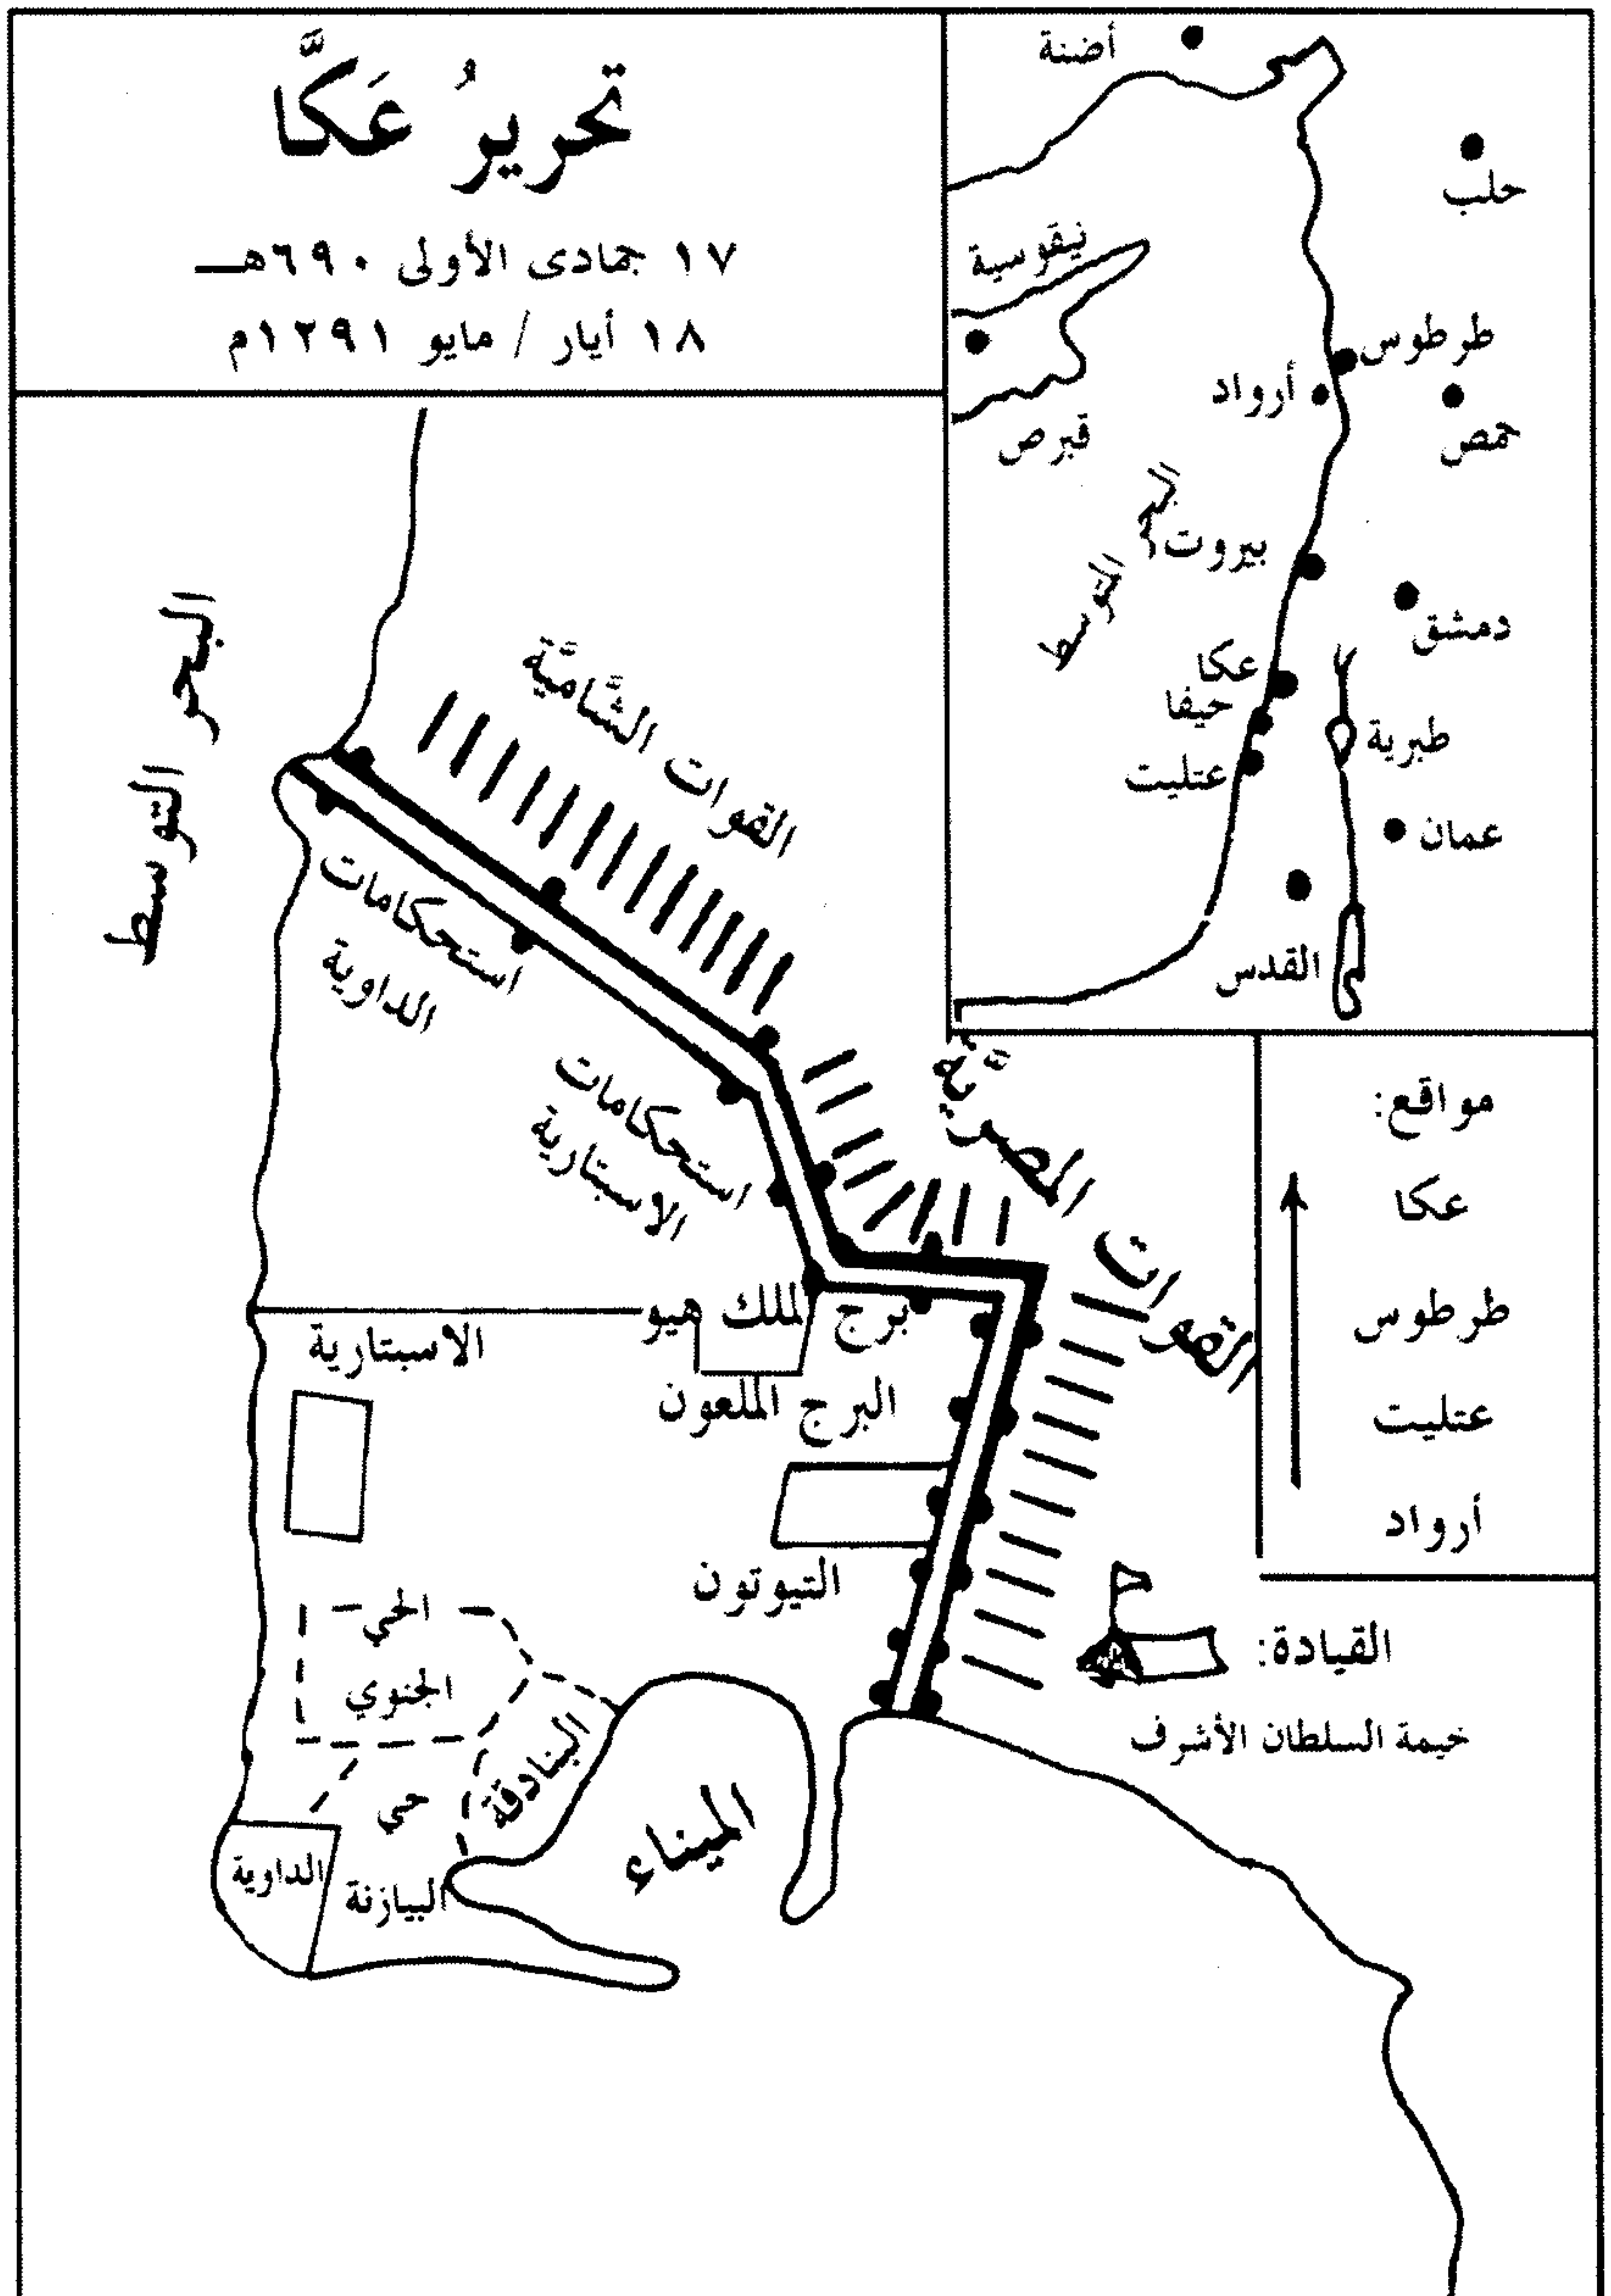 تحريرُ عَكَّا
١٧ جمادى الأولى ٦٩٠هـ
١٨ أيار / مايو ١٢٩١م
أضنة
حلب
نيقوسية
قبرص
طرطوس
أرواد
حمص
البحر
المتوسط
بيروت
دمشق
عكا
حيفا
عتليت
طبرية
عمان
القدس
مواقع:
عكا
طرطوس
عتليت
أرواد
البحر المتوسط
القوات الشَّاميَّة
استحكامات
الداوية
استحكامات
الاسبتارية
القوات المصريَّة
برج الملك هيو
الاسبتارية
البرج الملعون
التيوتون
القيادة:
خيمة السلطان الأشرف
الحي
الجنوي
البنادقة
حي
البيازنة
الداوية
الميناء